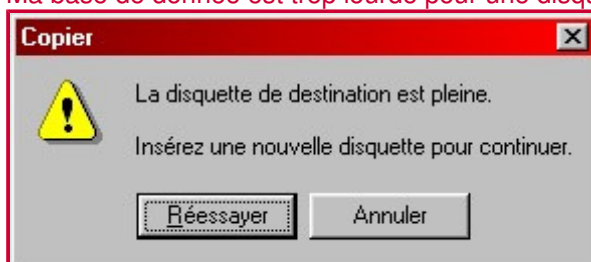 Ma base de donnée est trop lourde pour une
Copier
La disquette de destination est pleine.
Insérez une nouvelle disquette pour continuer.
Réessayer
Annuler